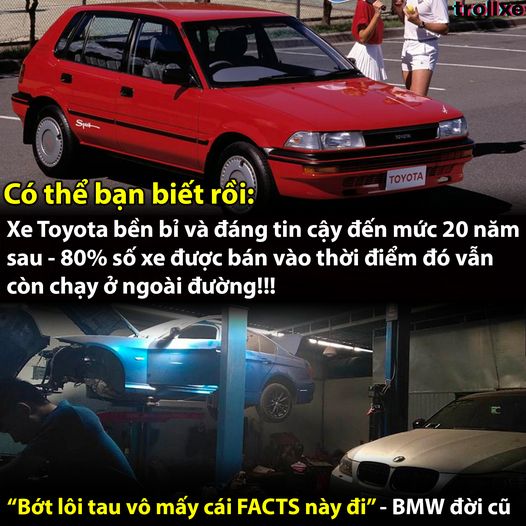 trollxe
Spirit
TOYOTA
Có thể bạn biết rồi:
Xe Toyota bền bỉ và đáng tin cậy đến mức 20 năm
sau - 80% số xe được bán vào thời điểm đó vẫn
còn chạy ở ngoài đường!!!
“Bớt lôi tau vô mấy cái FACTS này đi” - BMW đời cũ